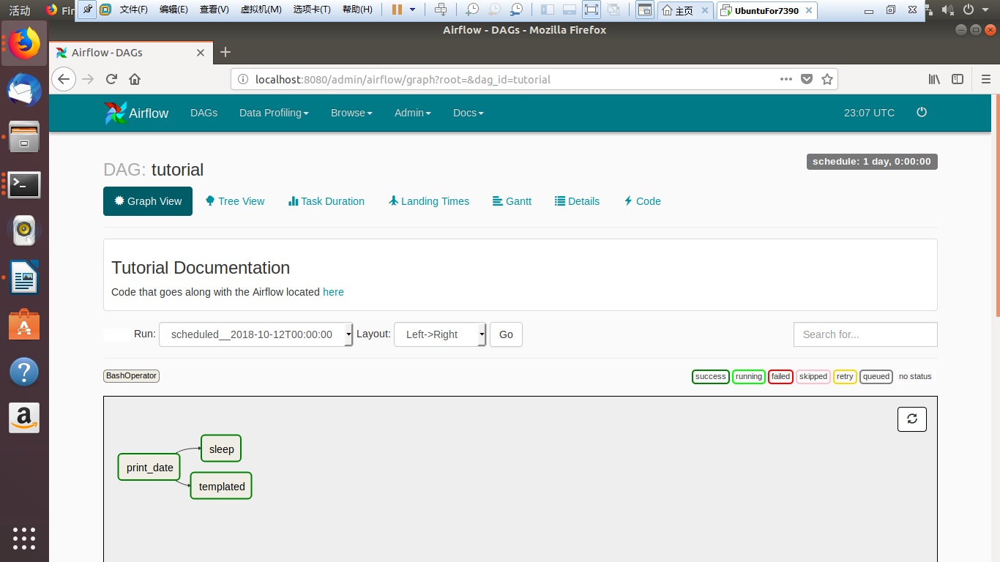 活动 Fir 文件(F) 编辑(E) 查看(V) 虚拟机(M) 选项卡(T) 帮助(H) 主页 UbuntuFor7390
Airflow - DAGs - Mozilla Firefox
Airflow - DAGs
localhost:8080/admin/airflow/graph?root=&dag_id=tutorial
Airflow DAGs Data Profiling Browse Admin Docs 23:07 UTC
DAG: tutorial
schedule: 1 day, 0:00:00
Graph View Tree View Task Duration Landing Times Gantt Details Code
Tutorial Documentation
Code that goes along with the Airflow located here
Run: scheduled__2018-10-12T00:00:00 Layout: Left->Right Go Search for...
BashOperator success running failed skipped retry queued no status
sleep
print_date
templated